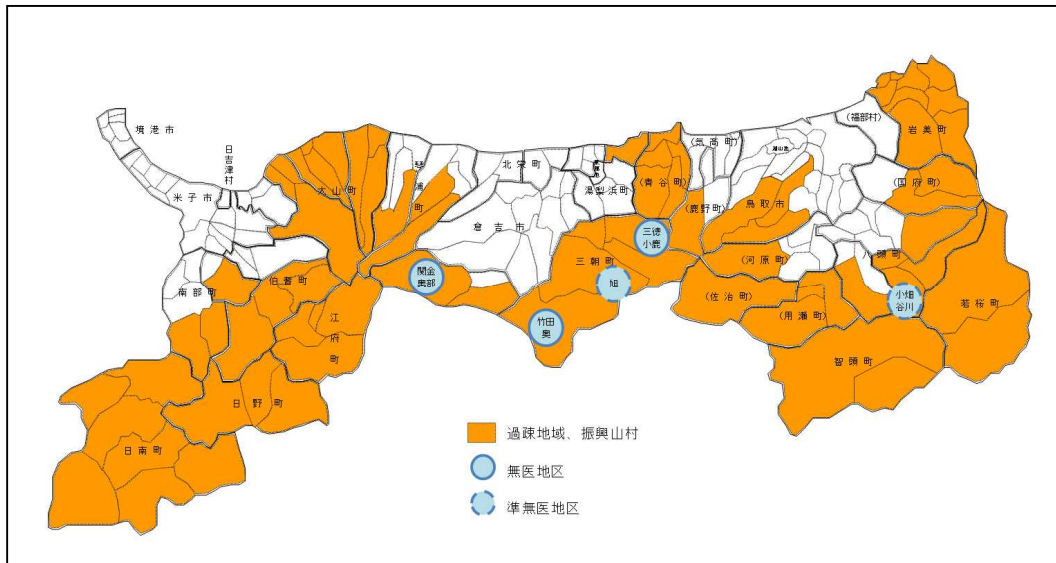 境港市
日吉津村
米子市
大山町
琴浦町
北栄町
湯梨浜町
倉吉市
(青谷町)
(気高町)
(鹿野町)
鳥取市
(福部村)
岩美町
(国府町)
三徳
小鹿
三朝町
旭
関金
奥部
竹田
奥
(河原町)
(佐治町)
(用瀬町)
八頭町
小畑
谷川
若桜町
智頭町
南部町
伯耆町
江府町
日野町
日南町
過疎地域、振興山村
無医地区
準無医地区